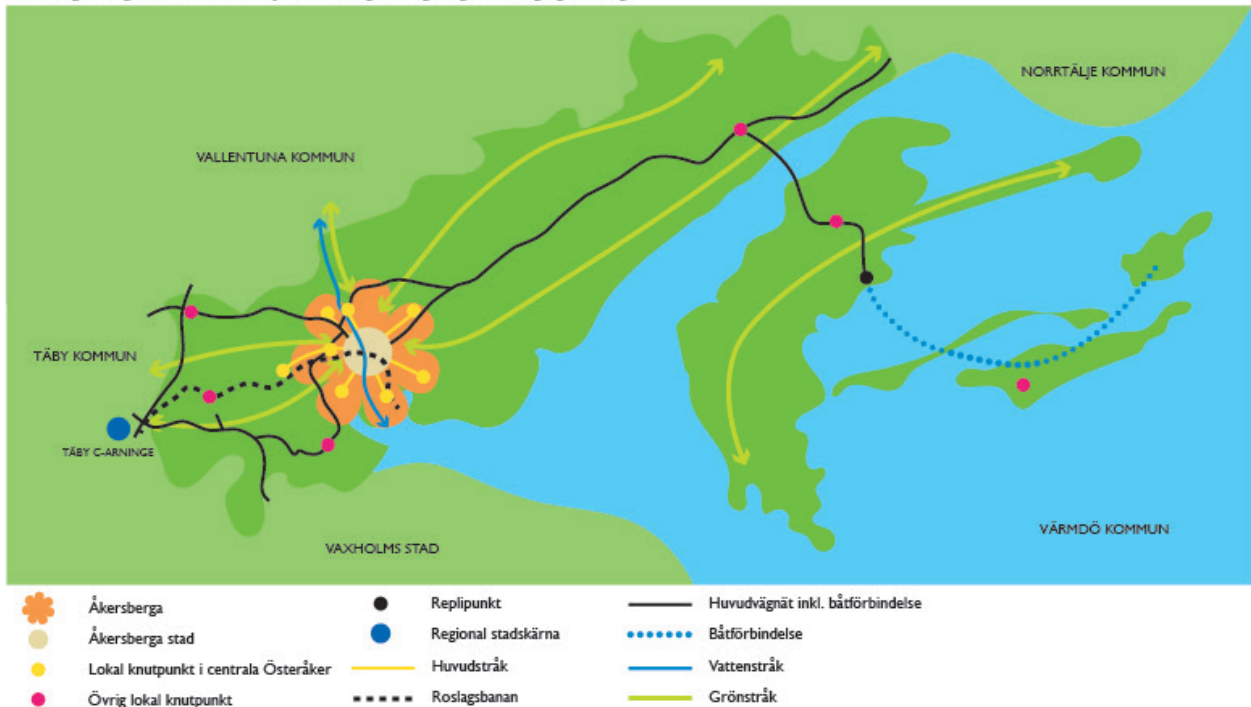 NORRTÄLJE KOMMUN
VALLENTUNA KOMMUN
TÄBY KOMMUN
TÄBY C-ARNINGE
VÄRMDÖ KOMMUN
VAXHOLMS STAD
Åkersberga
Åkersberga stad
Lokal knutpunkt i centrala Österåker
Övrig lokal knutpunkt
Replipunkt
Regional stadskärna
Huvudstråk
Roslagsbanan
Huvudvägnät inkl. båtförbindelse
Båtförbindelse
Vattenstråk
Grönstråk